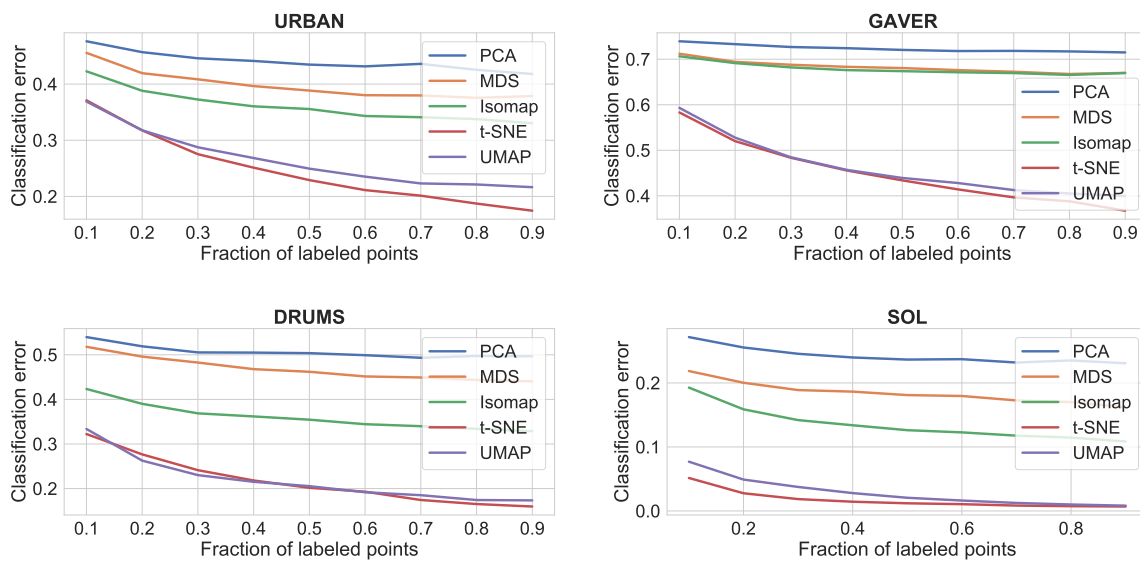 URBAN
Classification error
0.4
0.3
0.2
PCA
MDS
Isomap
t-SNE
UMAP
0.1 0.2 0.3 0.4 0.5 0.6 0.7 0.8 0.9
Fraction of labeled points
GAVER
Classification error
0.7
0.6
0.5
0.4
PCA
MDS
Isomap
t-SNE
UMAP
0.1 0.2 0.3 0.4 0.5 0.6 0.7 0.8 0.9
Fraction of labeled points
DRUMS
Classification error
0.5
0.4
0.3
0.2
PCA
MDS
Isomap
t-SNE
UMAP
0.1 0.2 0.3 0.4 0.5 0.6 0.7 0.8 0.9
Fraction of labeled points
SOL
Classification error
0.2
0.1
0.0
PCA
MDS
Isomap
t-SNE
UMAP
0.2 0.4 0.6 0.8
Fraction of labeled points